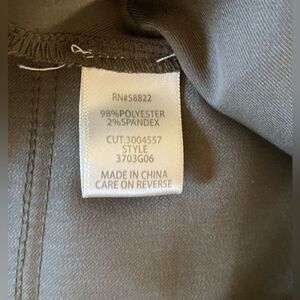 RN#58822
98%POLYESTER
2%SPANDEX
CUT:3004557
STYLE
3703G06
MADE IN CHINA
CARE ON REVERSE